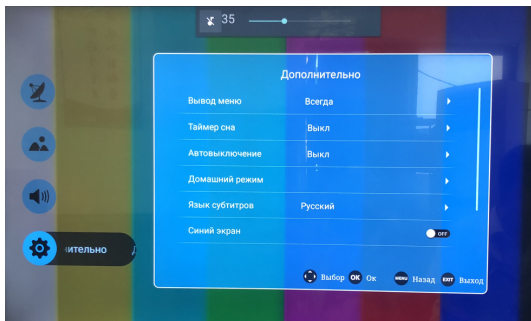 35
Дополнительно
Вывод меню Всегда
Таймер сна Выкл
Автовыключение Выкл
Домашний режим
Язык субтитров Русский
Синий экран OFF
нительно Д
Выбор OK Ок MENU Назад EXIT Выход